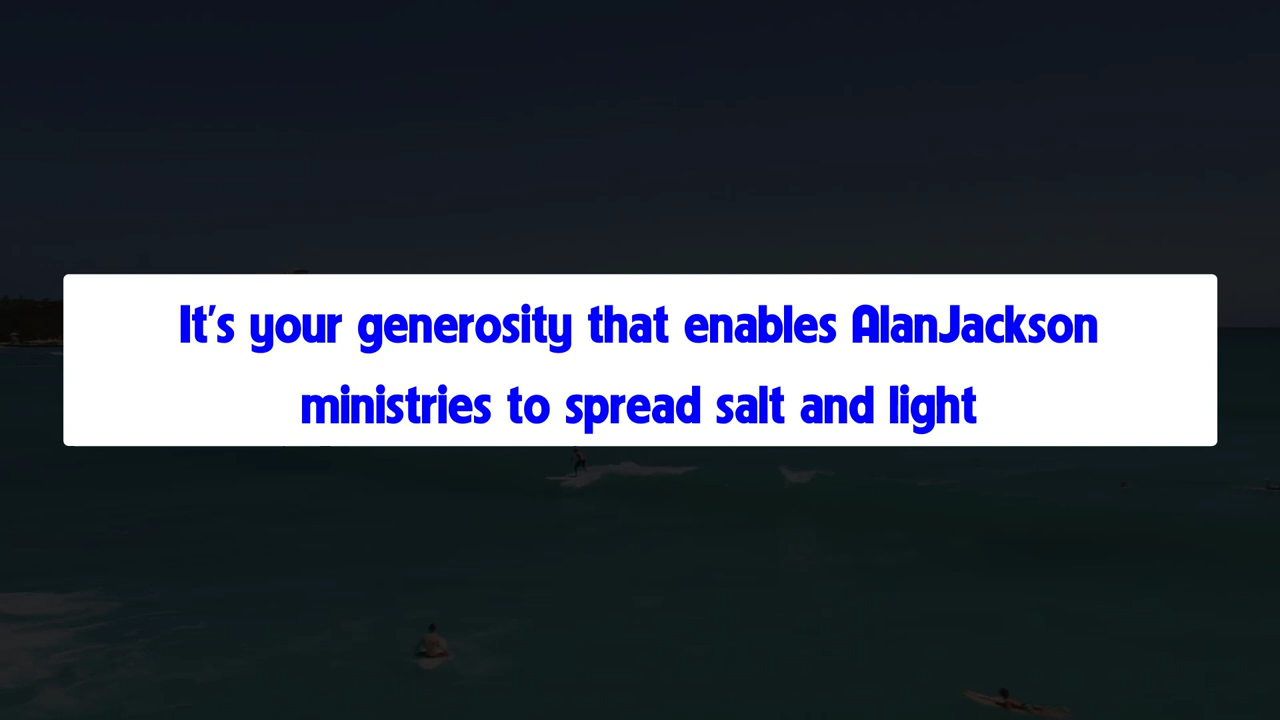 It's your generosity that enables AlanJackson
ministries to spread salt and light